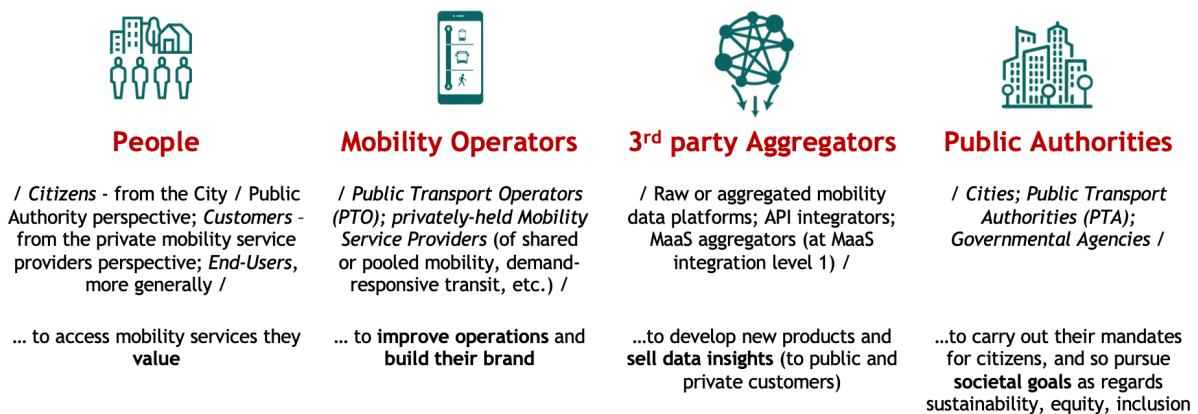 People
/ Citizens - from the City / Public
Authority perspective; Customers –
from the private mobility service
providers perspective; End-Users,
more generally /
… to access mobility services they
value
Mobility Operators
/ Public Transport Operators
(PTO); privately-held Mobility
Service Providers (of shared
or pooled mobility, demand-
responsive transit, etc.) /
… to improve operations and
build their brand
3rd party Aggregators
/ Raw or aggregated mobility
data platforms; API integrators;
MaaS aggregators (at MaaS
integration level 1) /
…to develop new products and
sell data insights (to public and
private customers)
Public Authorities
/ Cities; Public Transport
Authorities (PTA);
Governmental Agencies /
…to carry out their mandates
for citizens, and so pursue
societal goals as regards
sustainability, equity, inclusion